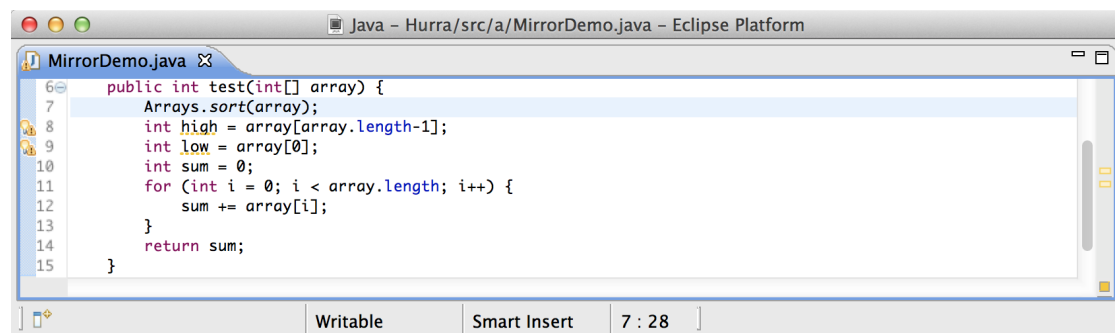 Java – Hurra/src/a/MirrorDemo.java – Eclipse Platform
MirrorDemo.java
6 public int test(int[] array) {
7 Arrays.sort(array);
8 int high = array[array.length-1];
9 int low = array[0];
10 int sum = 0;
11 for (int i = 0; i < array.length; i++) {
12 sum += array[i];
13 }
14 return sum;
15 }
Writable Smart Insert 7 : 28